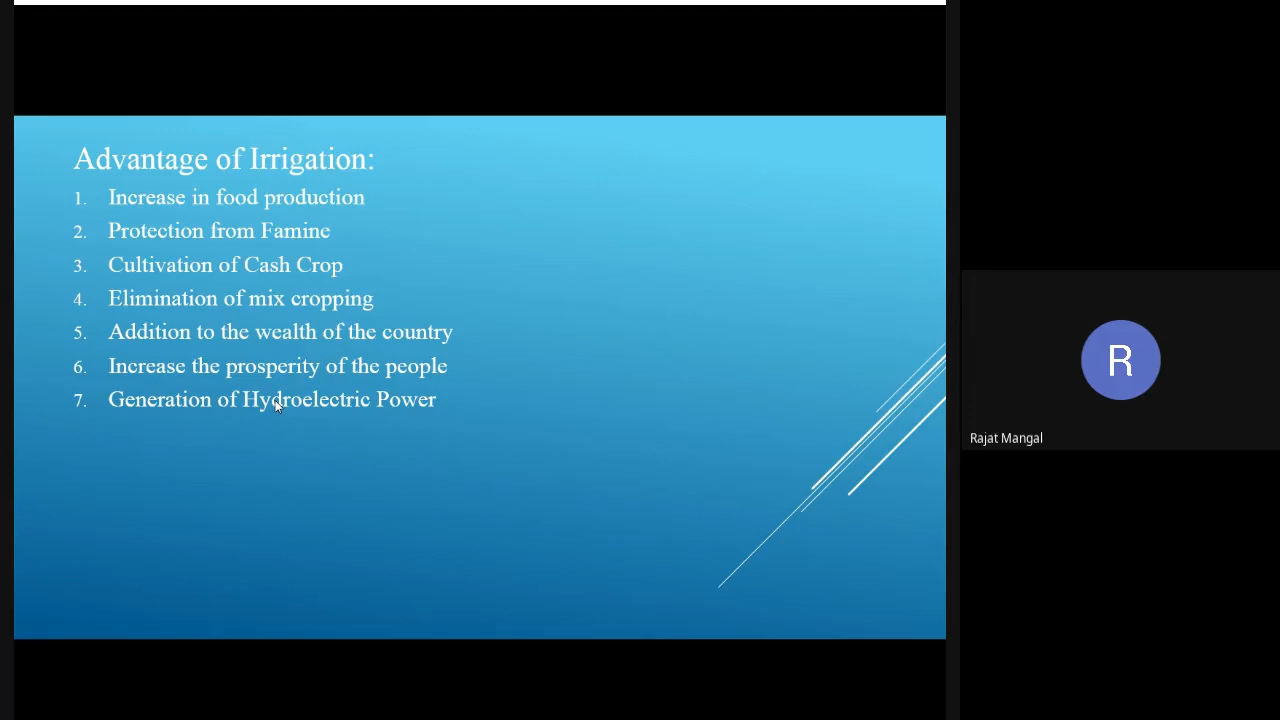 Advantage of Irrigation:
1. Increase in food production
2. Protection from Famine
3. Cultivation of Cash Crop
4. Elimination of mix cropping
5. Addition to the wealth of the country
6. Increase the prosperity of the people
7. Generation of Hydroelectric Power
R
Rajat Mangal